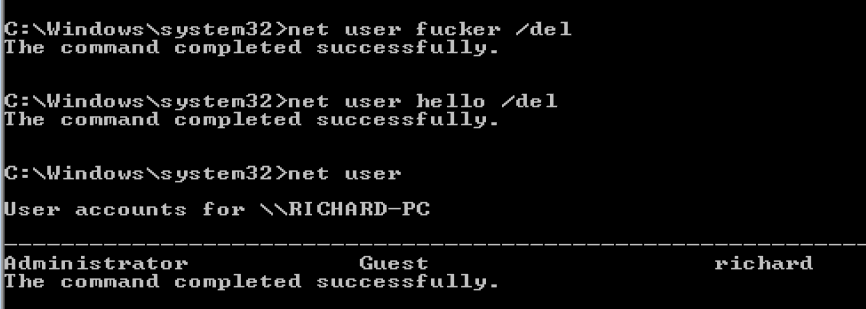 C:\Windows\system32>net user fucker /del
The command completed successfully.
C:\Windows\system32>net user hello /del
The command completed successfully.
C:\Windows\system32>net user
User accounts for \\RICHARD-PC
-------------------------------------------------------------------------
Administrator Guest richard
The command completed successfully.